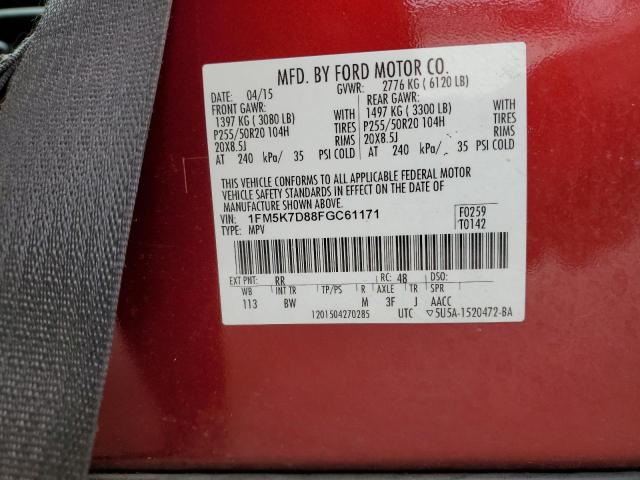 MFD. BY FORD MOTOR CO.
DATE: 04/15 GVWR: 2776 KG ( 6120 LB)
FRONT GAWR: REAR GAWR:
1397 KG ( 3080 LB) 1497 KG ( 3300 LB)
P255/50R20 104H TIRES P255/50R20 104H TIRES
20X8.5J RIMS 20X8.5J RIMS
AT 240 kPa/ 35 PSI COLD AT 240 kPa/ 35 PSI COLD
THIS VEHICLE CONFORMS TO ALL APPLICABLE FEDERAL MOTOR
VEHICLE SAFETY STANDARDS IN EFFECT ON THE DATE OF
MANUFACTURE SHOWN ABOVE.
VIN: 1FM5K7D88FGC61171 F0259
TYPE: MPV T0142
EXT PNT: RR RC: 48 DSO:
WB INT TR TP/PS R AXLE TR SPR
113 BW M 3F J AACC
1201504270285 UTC ▽5U5A-1520472-BA